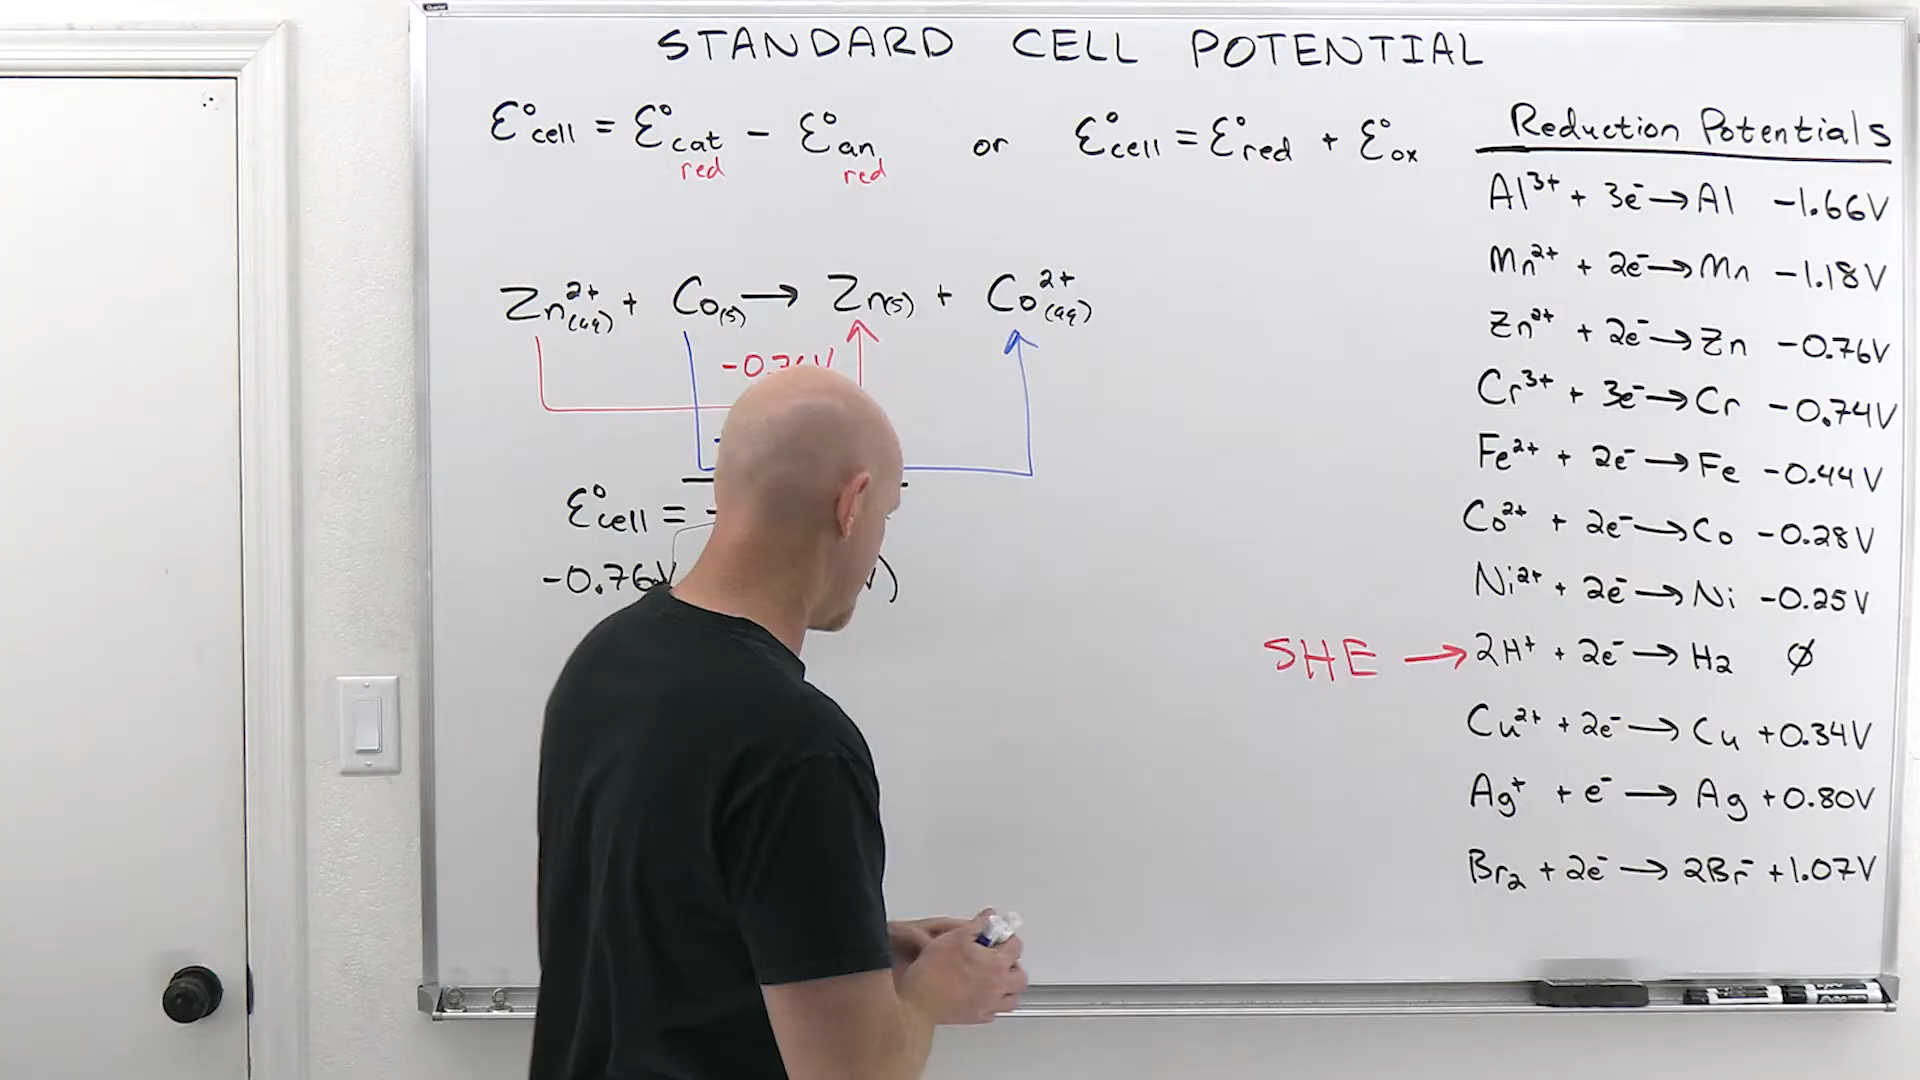 STANDARD CELL POTENTIAL
Ɛ°cell = Ɛ°cat - Ɛ°an or Ɛ°cell = Ɛ°red + Ɛ°ox
red red
Zn²⁺(aq) + Co(s) → Zn(s) + Co²⁺(aq)
Ɛ°cell = -
-0.76V V)
Reduction Potentials
Al³⁺ + 3e⁻ → Al -1.66V
Mn²⁺ + 2e⁻ → Mn -1.18V
Zn²⁺ + 2e⁻ → Zn -0.76V
Cr³⁺ + 3e⁻ → Cr -0.74V
Fe²⁺ + 2e⁻ → Fe -0.44V
Co²⁺ + 2e⁻ → Co -0.28V
Ni²⁺ + 2e⁻ → Ni -0.25V
SHE → 2H⁺ + 2e⁻ → H₂ Ø
Cu²⁺ + 2e⁻ → Cu +0.34V
Ag⁺ + e⁻ → Ag +0.80V
Br₂ + 2e⁻ → 2Br⁻ +1.07V